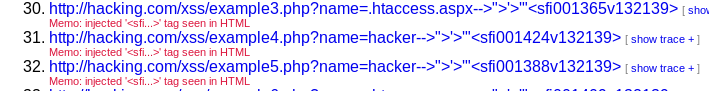 30. http://hacking.com/xss/example3.php?name=.htaccess.aspx-->">'>'"<sfi001365v132139> [ show
Memo: injected '<sfi...>' tag seen in HTML
31. http://hacking.com/xss/example4.php?name=hacker-->">'>'"<sfi001424v132139> [ show trace + ]
Memo: injected '<sfi...>' tag seen in HTML
32. http://hacking.com/xss/example5.php?name=hacker-->">'>'"<sfi001388v132139> [ show trace + ]
Memo: injected '<sfi...>' tag seen in HTML